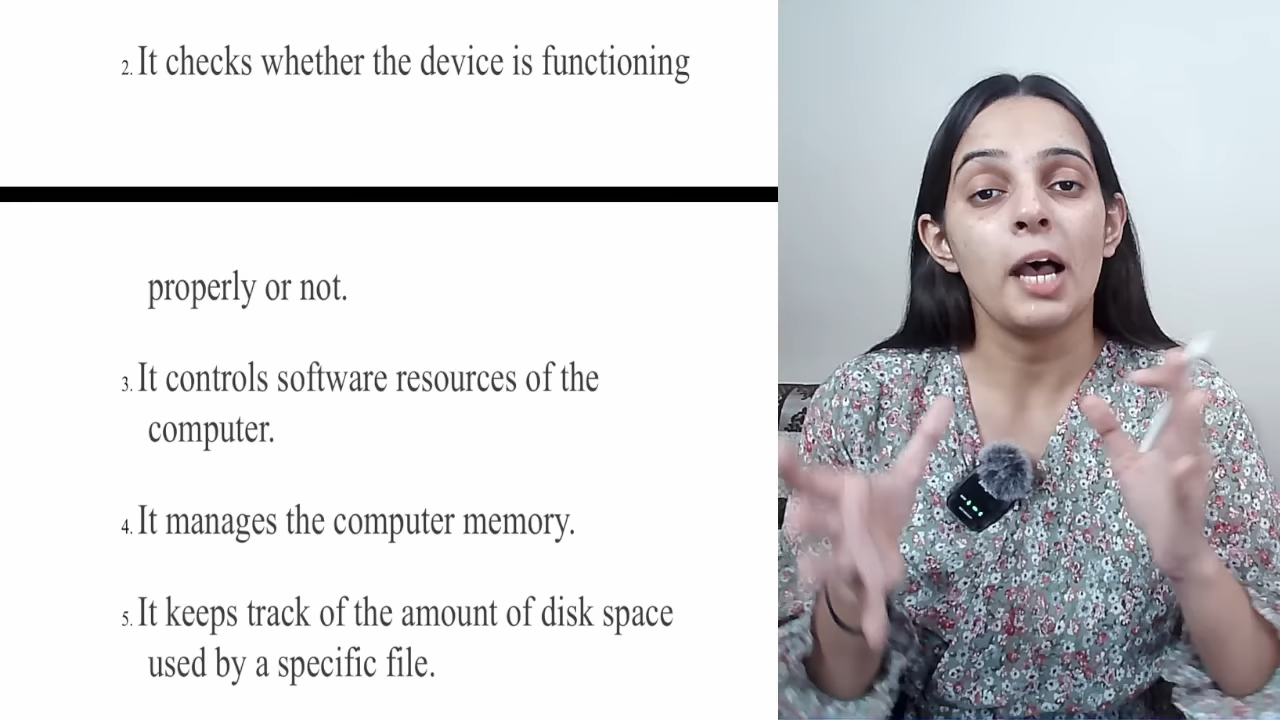 2. It checks whether the device is functioning
properly or not.
3. It controls software resources of the
computer.
4. It manages the computer memory.
5. It keeps track of the amount of disk space
used by a specific file.